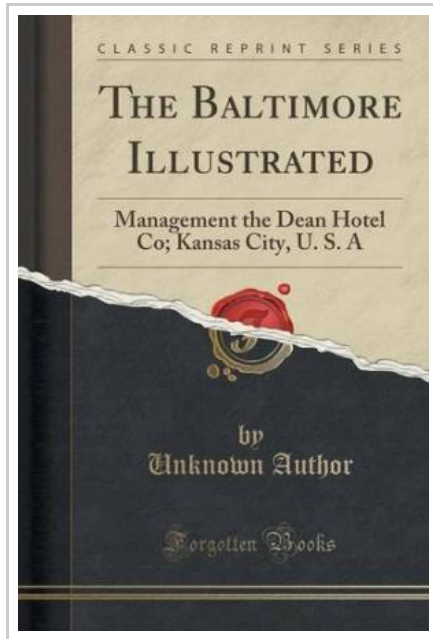 CLASSIC REPRINT SERIES
THE BALTIMORE
ILLUSTRATED
Management the Dean Hotel
Co; Kansas City, U. S. A
by
Unknown Author
Forgotten Books